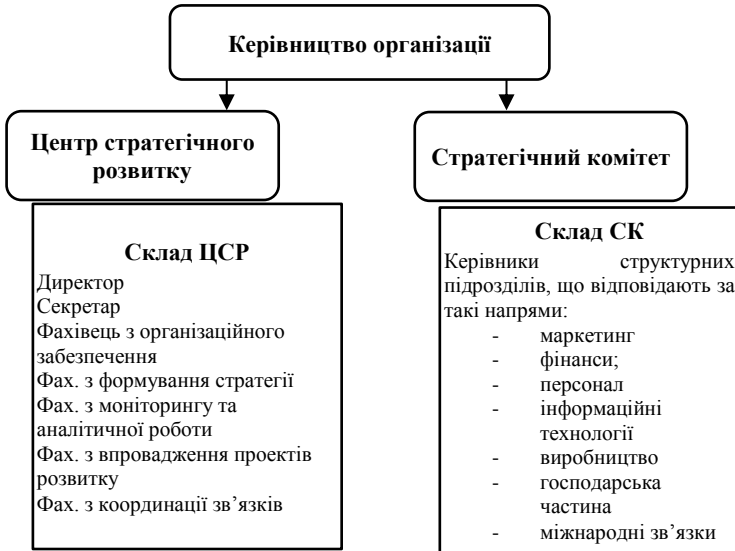 Керівництво організації
Центр стратегічного
розвитку
Стратегічний комітет
Склад ЦСР
Директор
Секретар
Фахівець з організаційного
забезпечення
Фах. з формування стратегії
Фах. з моніторингу та
аналітичної роботи
Фах. з впровадження проектів
розвитку
Фах. з координації зв’язків
Склад СК
Керівники структурних
підрозділів, що відповідають за
такі напрями:
- маркетинг
- фінанси;
- персонал
- інформаційні
технології
- виробництво
- господарська
частина
- міжнародні зв’язки